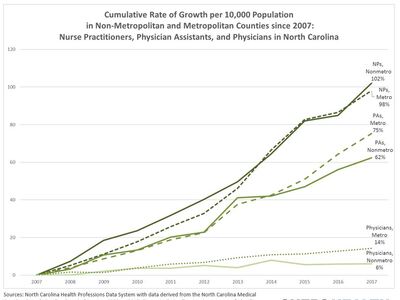 Cumulative Rate of Growth per 10,000 Population
in Non-Metropolitan and Metropolitan Counties since 2007:
Nurse Practitioners, Physician Assistants, and Physicians in North Carolina
120
100
80
60
40
20
0
NPs,
Nonmetro
102%
NPs,
Metro
98%
PAs,
Metro
75%
PAs,
Nonmetro
62%
Physicians,
Metro
14%
Physicians,
Nonmetro
6%
2007 2008 2009 2010 2011 2012 2013 2014 2015 2016 2017
Sources: North Carolina Health Professions Data System with data derived from the North Carolina Medical